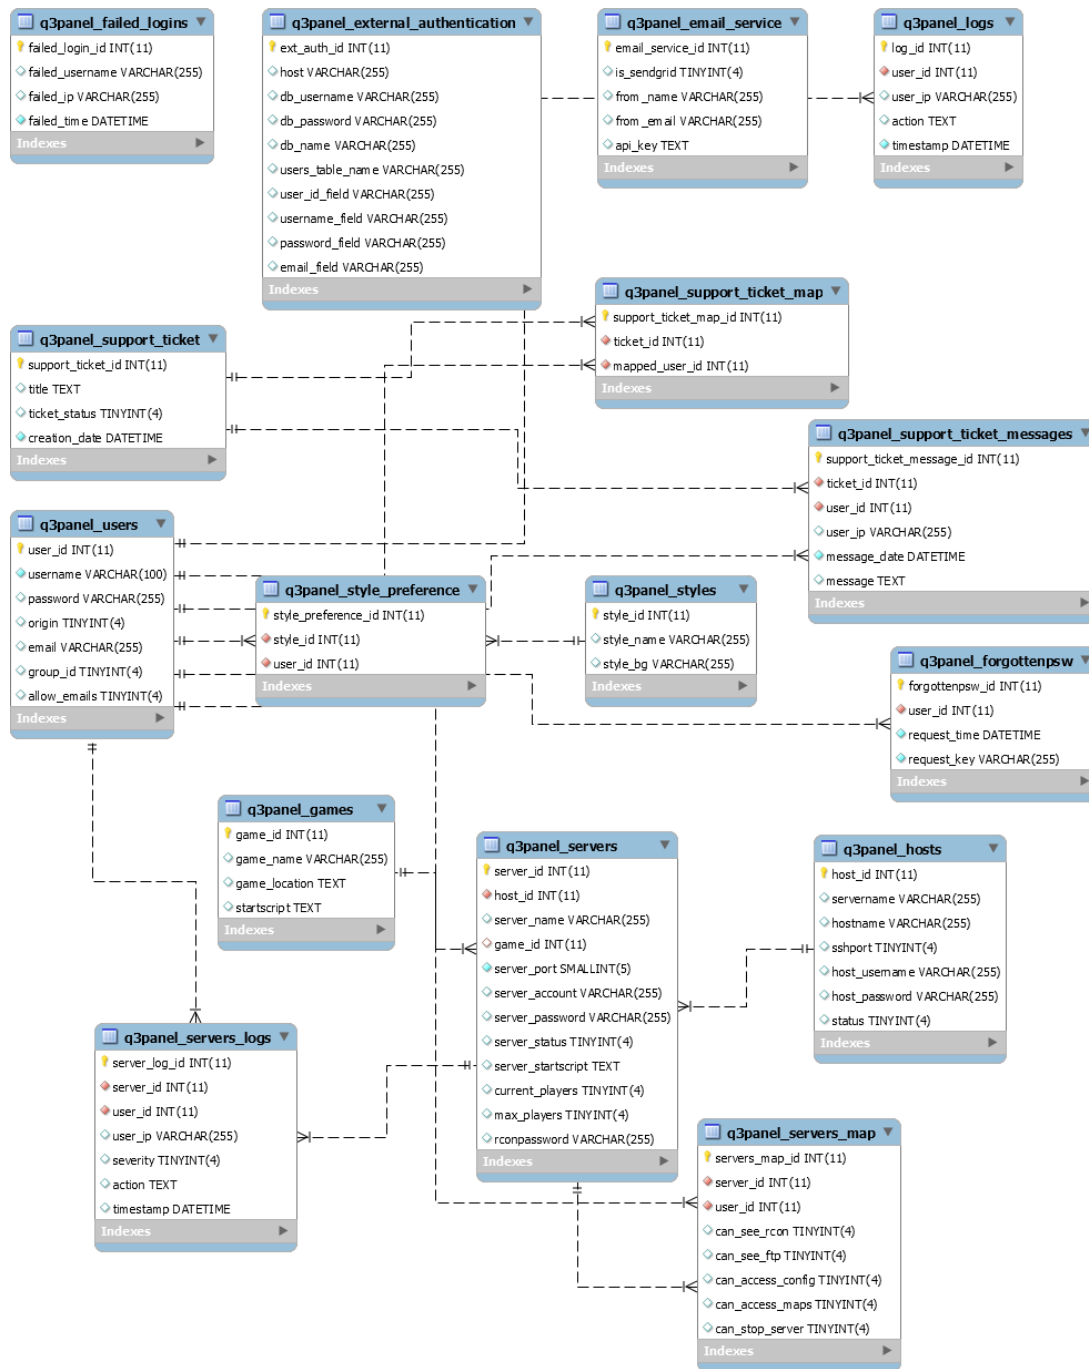 q3panel_failed_logins
failed_login_id INT(11)
failed_username VARCHAR(255)
failed_ip VARCHAR(255)
failed_time DATETIME
Indexes
q3panel_external_authentication
ext_auth_id INT(11)
host VARCHAR(255)
db_username VARCHAR(255)
db_password VARCHAR(255)
db_name VARCHAR(255)
users_table_name VARCHAR(255)
user_id_field VARCHAR(255)
username_field VARCHAR(255)
password_field VARCHAR(255)
email_field VARCHAR(255)
Indexes
q3panel_email_service
email_service_id INT(11)
is_sendgrid TINYINT(4)
from_name VARCHAR(255)
from_email VARCHAR(255)
api_key TEXT
Indexes
q3panel_logs
log_id INT(11)
user_id INT(11)
user_ip VARCHAR(255)
action TEXT
timestamp DATETIME
Indexes
q3panel_support_ticket_map
support_ticket_map_id INT(11)
ticket_id INT(11)
mapped_user_id INT(11)
Indexes
q3panel_support_ticket
support_ticket_id INT(11)
title TEXT
ticket_status TINYINT(4)
creation_date DATETIME
Indexes
q3panel_support_ticket_messages
support_ticket_message_id INT(11)
ticket_id INT(11)
user_id INT(11)
user_ip VARCHAR(255)
message_date DATETIME
message TEXT
Indexes
q3panel_users
user_id INT(11)
username VARCHAR(100)
password VARCHAR(255)
origin TINYINT(4)
email VARCHAR(255)
group_id TINYINT(4)
allow_emails TINYINT(4)
Indexes
q3panel_style_preference
style_preference_id INT(11)
style_id INT(11)
user_id INT(11)
Indexes
q3panel_styles
style_id INT(11)
style_name VARCHAR(255)
style_bg VARCHAR(255)
Indexes
q3panel_forgottenpsw
forgottenpsw_id INT(11)
user_id INT(11)
request_time DATETIME
request_key VARCHAR(255)
Indexes
q3panel_games
game_id INT(11)
game_name VARCHAR(255)
game_location TEXT
startscript TEXT
Indexes
q3panel_servers
server_id INT(11)
host_id INT(11)
server_name VARCHAR(255)
game_id INT(11)
server_port SMALLINT(5)
server_account VARCHAR(255)
server_password VARCHAR(255)
server_status TINYINT(4)
server_startscript TEXT
current_players TINYINT(4)
max_players TINYINT(4)
rconpassword VARCHAR(255)
Indexes
q3panel_hosts
host_id INT(11)
servername VARCHAR(255)
hostname VARCHAR(255)
sshport TINYINT(4)
host_username VARCHAR(255)
host_password VARCHAR(255)
status TINYINT(4)
Indexes
q3panel_servers_logs
server_log_id INT(11)
server_id INT(11)
user_id INT(11)
user_ip VARCHAR(255)
severity TINYINT(4)
action TEXT
timestamp DATETIME
Indexes
q3panel_servers_map
servers_map_id INT(11)
server_id INT(11)
user_id INT(11)
can_see_rcon TINYINT(4)
can_see_ftp TINYINT(4)
can_access_config TINYINT(4)
can_access_maps TINYINT(4)
can_stop_server TINYINT(4)
Indexes